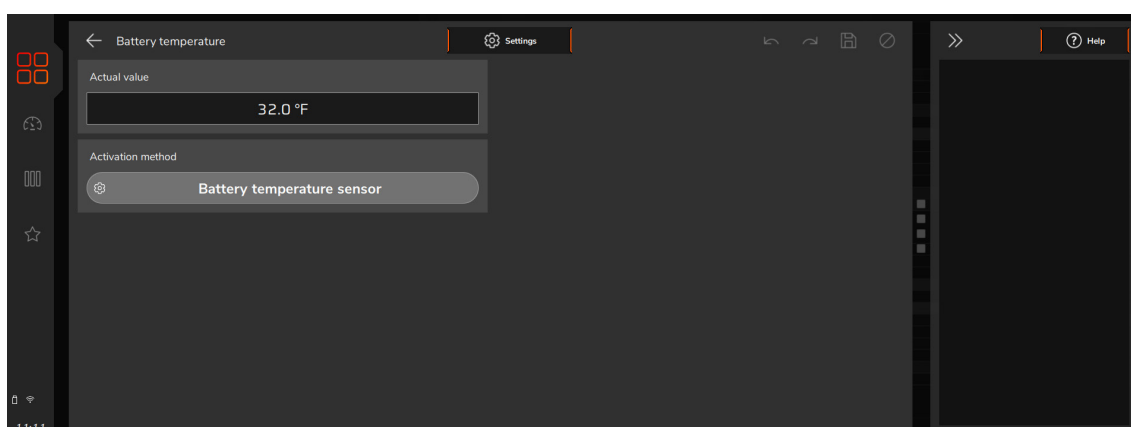 Battery temperature
Settings
Help
Actual value
32.0 °F
Activation method
Battery temperature sensor